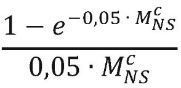 1 − e^{−0,05 · M_{NS}^{c}}
0,05 · M_{NS}^{c}